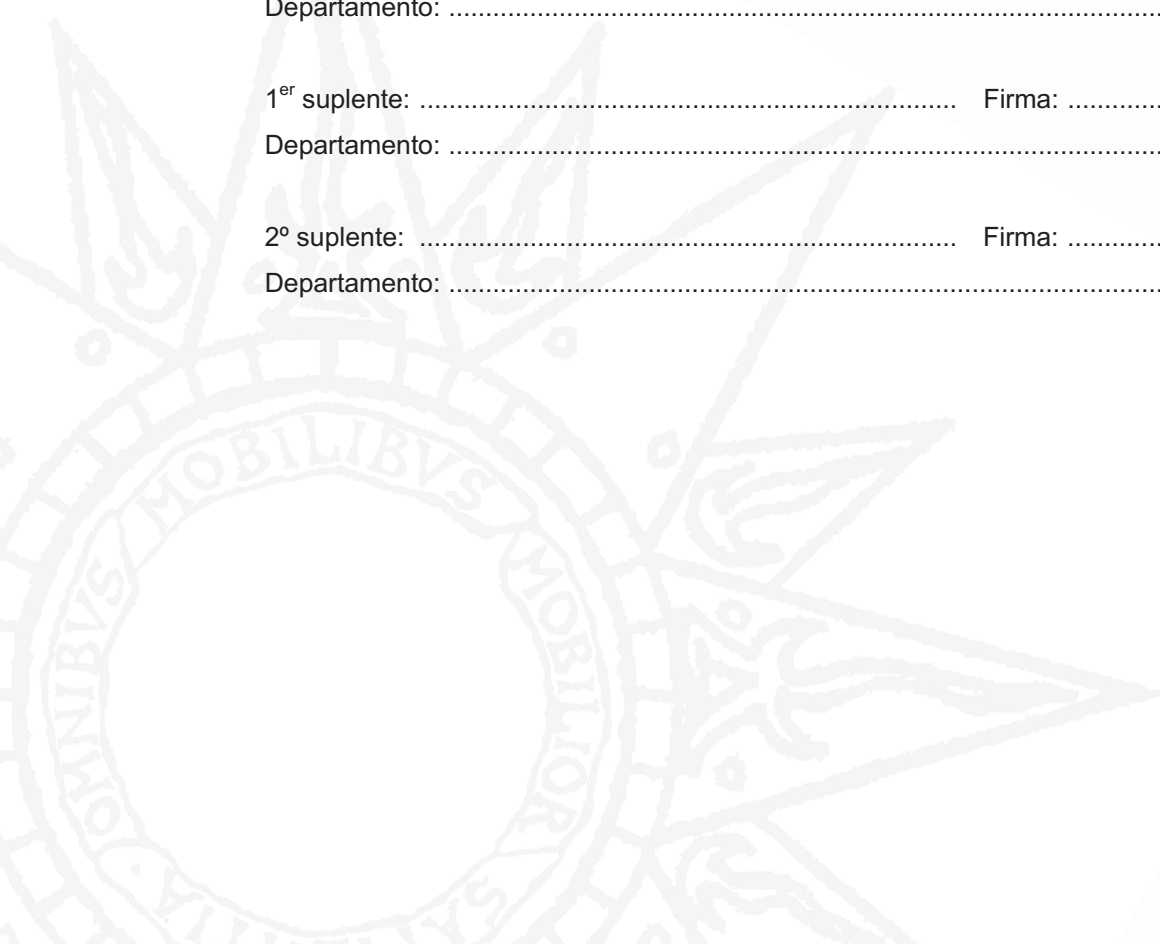 Departamento: ........................................................................................................
1er suplente: .......................................................................... Firma: .............
Departamento: ........................................................................................................
2º suplente: .......................................................................... Firma: .............
Departamento: ........................................................................................................
OMNIBVS MOBILIBVS MOBILIOR